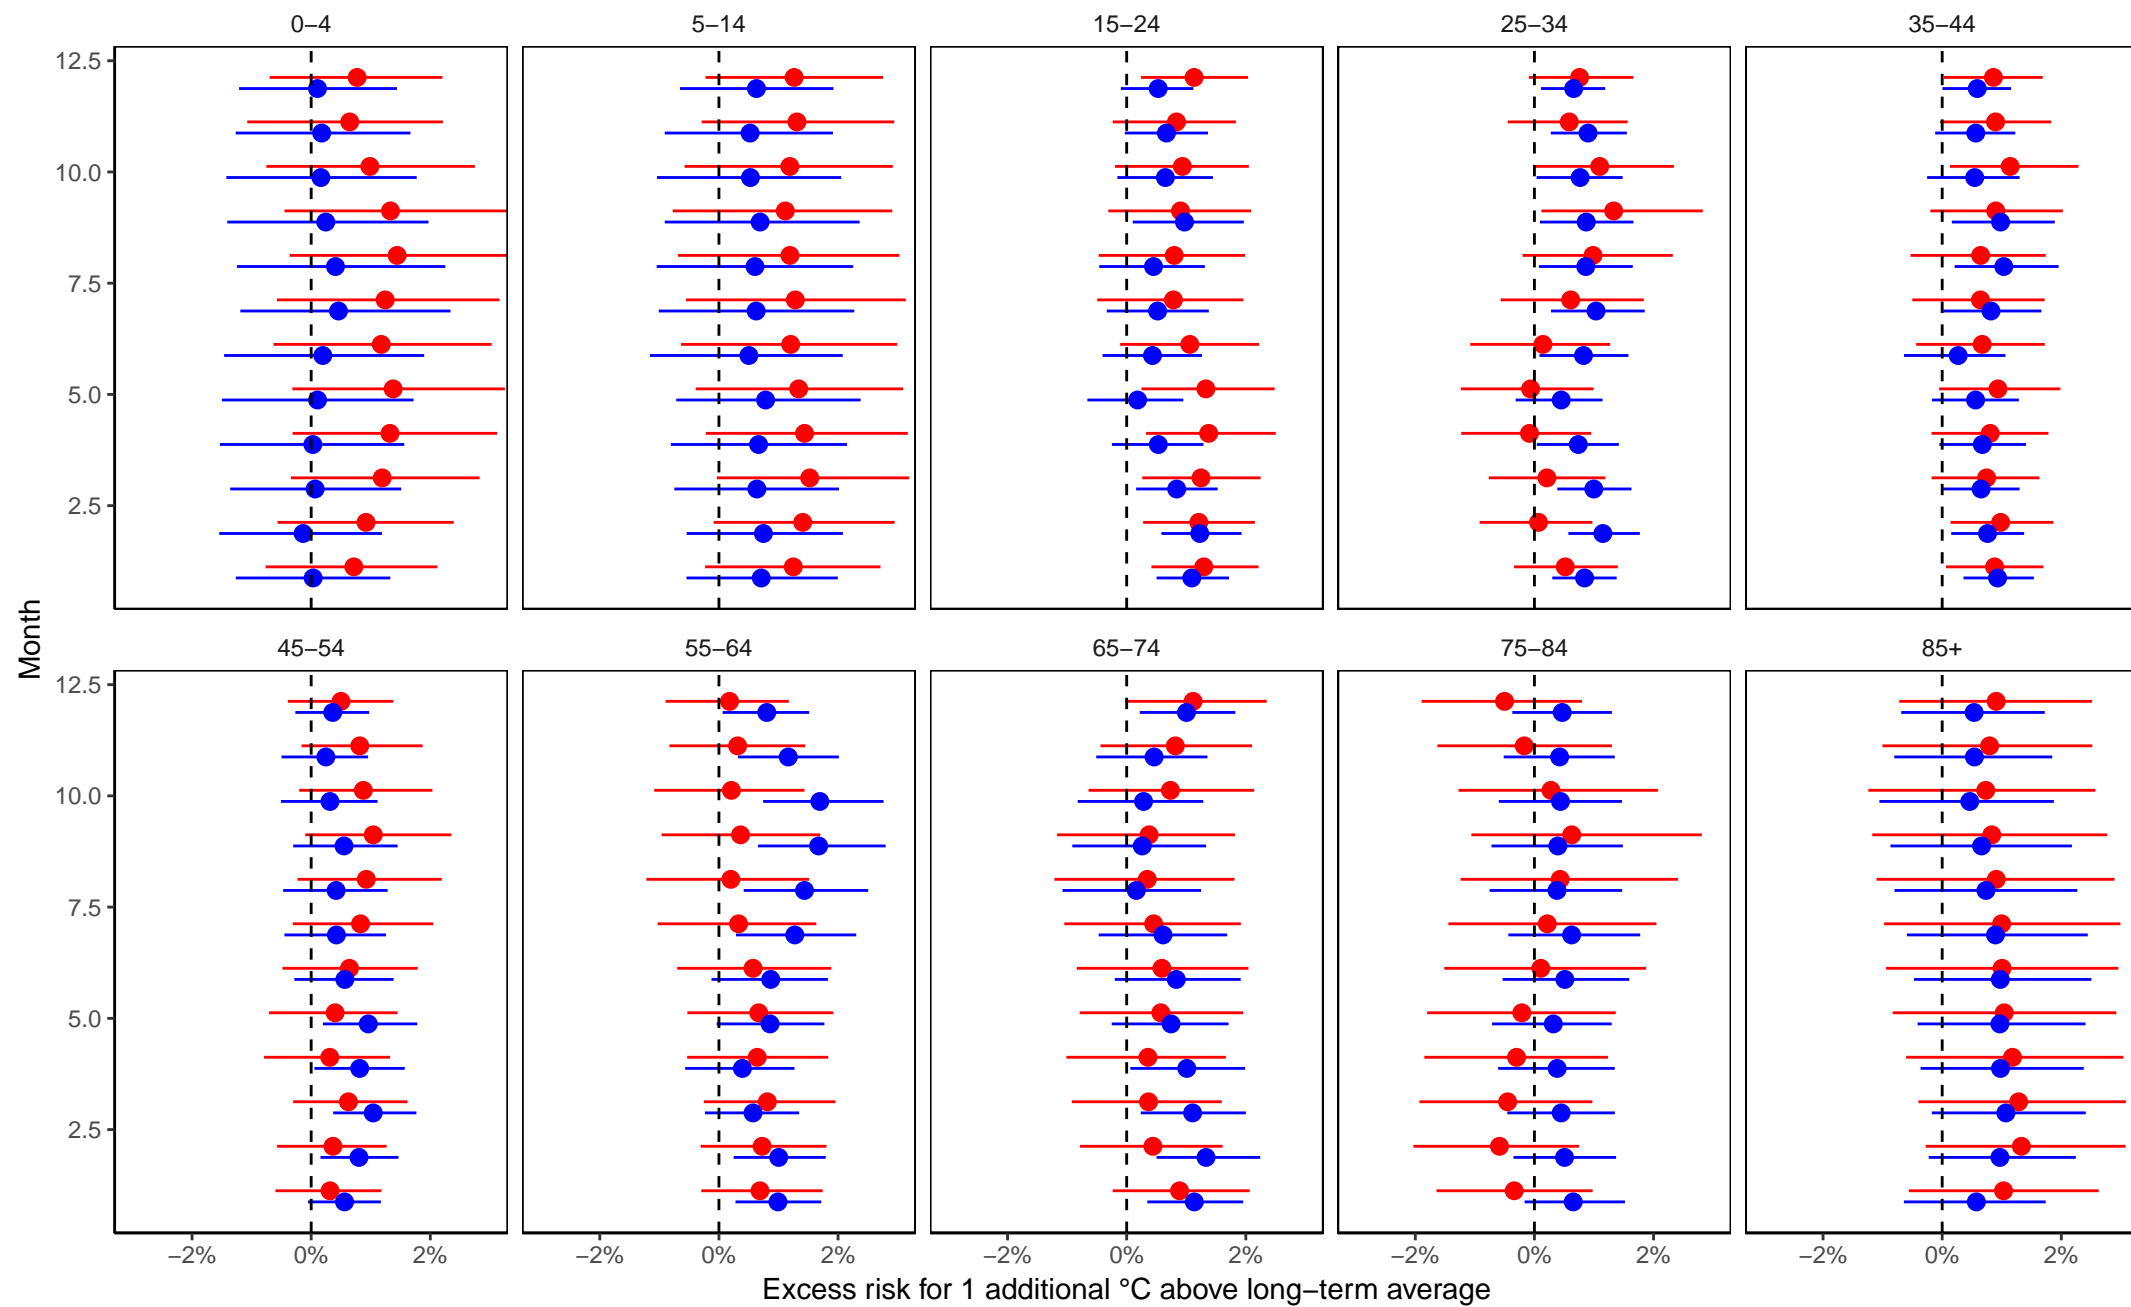 0−4 5−14 15−24 25−34 35−44
12.5
10.0
7.5
5.0
2.5
Month
45−54 55−64 65−74 75−84 85+
12.5
10.0
7.5
5.0
2.5
−2% 0% 2% −2% 0% 2% −2% 0% 2% −2% 0% 2% −2% 0% 2%
Excess risk for 1 additional °C above long−term average